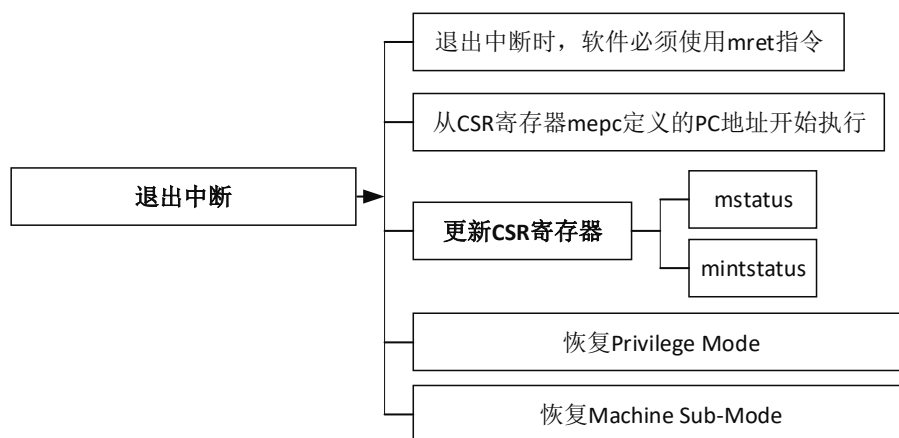 退出中断时，软件必须使用mret指令
从CSR寄存器mepc定义的PC地址开始执行
退出中断
更新CSR寄存器
mstatus
mintstatus
恢复Privilege Mode
恢复Machine Sub-Mode